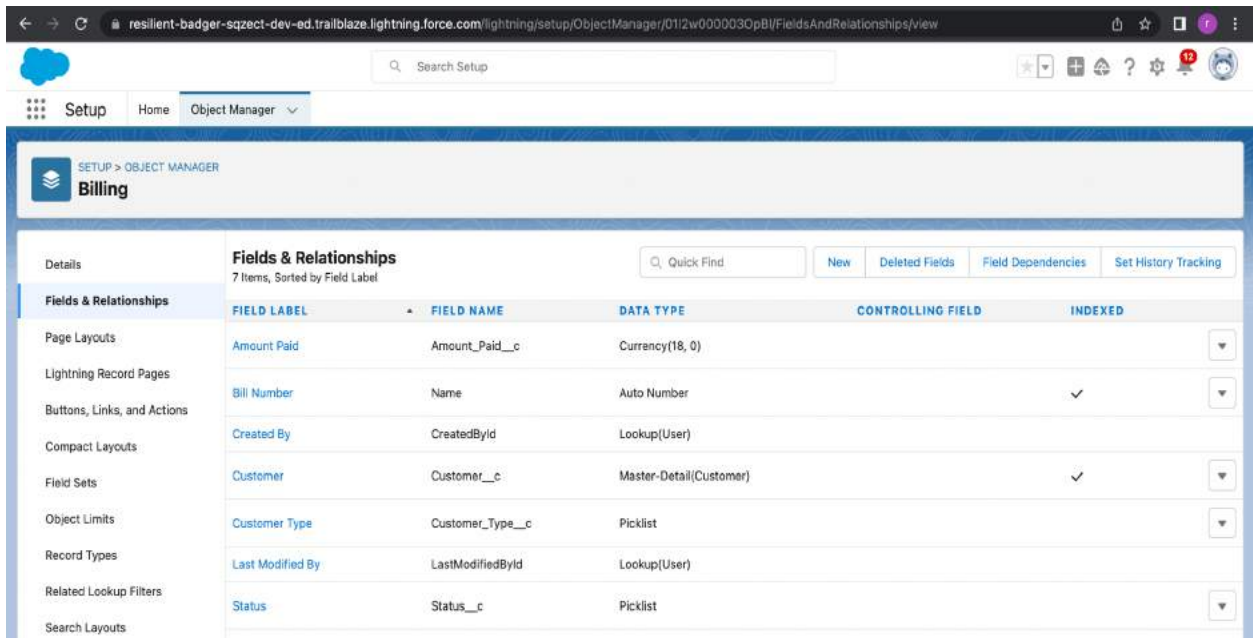 resilient-badger-sqzect-dev-ed.trailblaze.lightning.force.com/lightning/setup/ObjectManager/01I2w000003OpBl/FieldsAndRelationships/view
r
Search Setup
12
Setup Home Object Manager
SETUP > OBJECT MANAGER
Billing
Details
Fields & Relationships
Page Layouts
Lightning Record Pages
Buttons, Links, and Actions
Compact Layouts
Field Sets
Object Limits
Record Types
Related Lookup Filters
Search Layouts
Fields & Relationships
7 Items, Sorted by Field Label
Quick Find
New Deleted Fields Field Dependencies Set History Tracking
FIELD LABEL FIELD NAME DATA TYPE CONTROLLING FIELD INDEXED
Amount Paid Amount_Paid__c Currency(18, 0)
Bill Number Name Auto Number
Created By CreatedById Lookup(User)
Customer Customer__c Master-Detail(Customer)
Customer Type Customer_Type__c Picklist
Last Modified By LastModifiedById Lookup(User)
Status Status__c Picklist